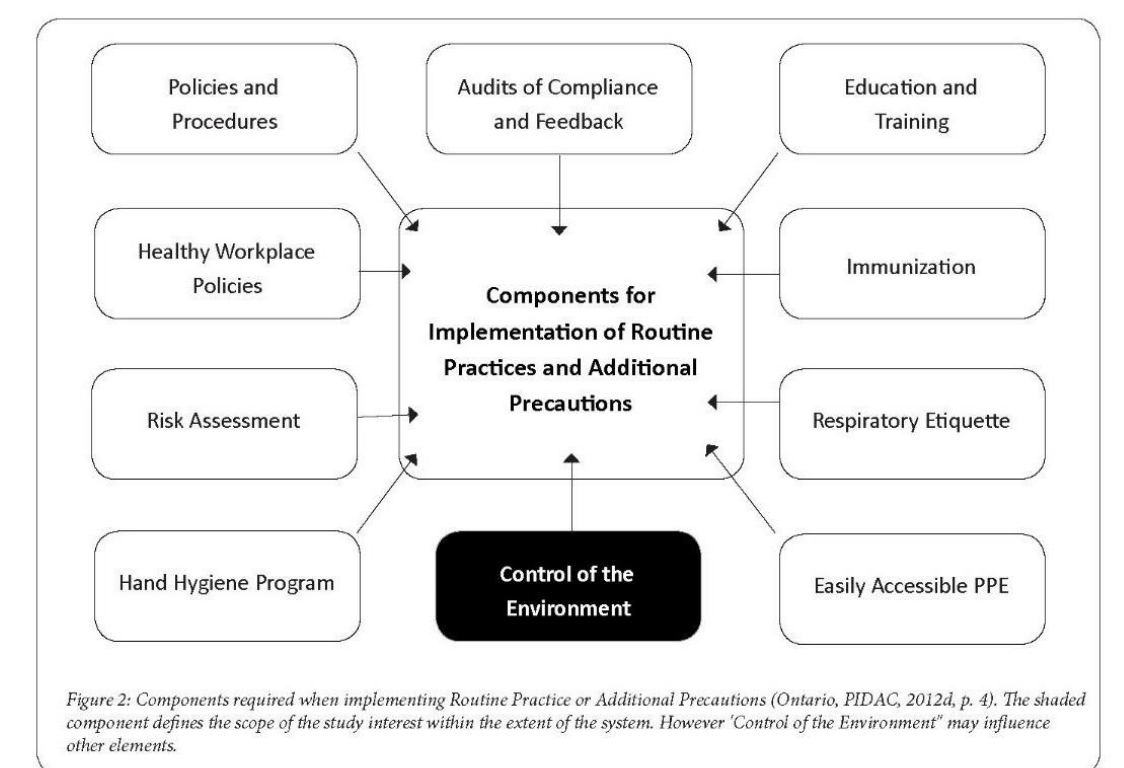 Policies and
Procedures
Audits of Compliance
and Feedback
Education and
Training
Healthy Workplace
Policies
Immunization
Components for
Implementation of Routine
Practices and Additional
Precautions
Risk Assessment
Respiratory Etiquette
Hand Hygiene Program
Control of the
Environment
Easily Accessible PPE
Figure 2: Components required when implementing Routine Practice or Additional Precautions (Ontario, PIDAC, 2012d, p. 4). The shaded
component defines the scope of the study interest within the extent of the system. However 'Control of the Environment" may influence
other elements.